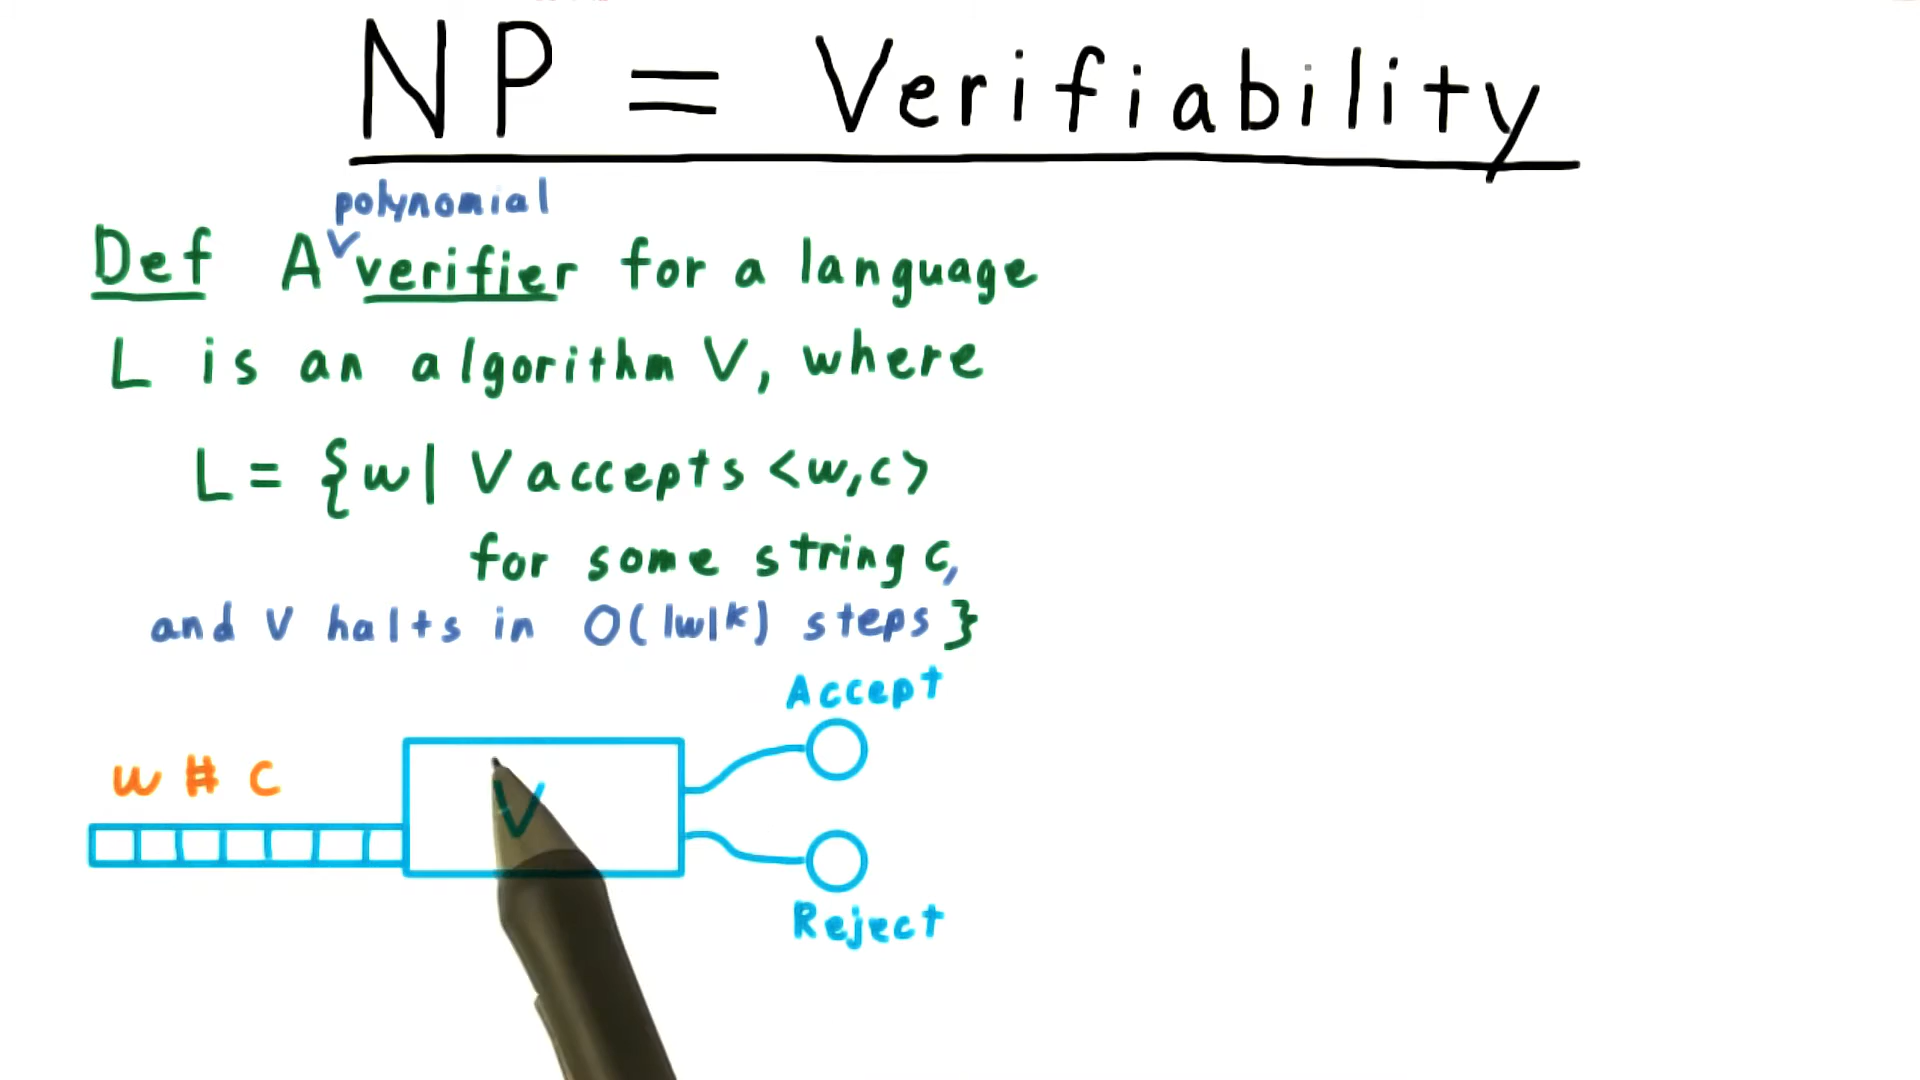 NP = Verifiability
polynomial
Def A verifier for a language
L is an algorithm V, where
L = {w| V accepts <w,c>
for some string c,
and V halts in O(|w|^k) steps }
Accept
w # c
V
Reject